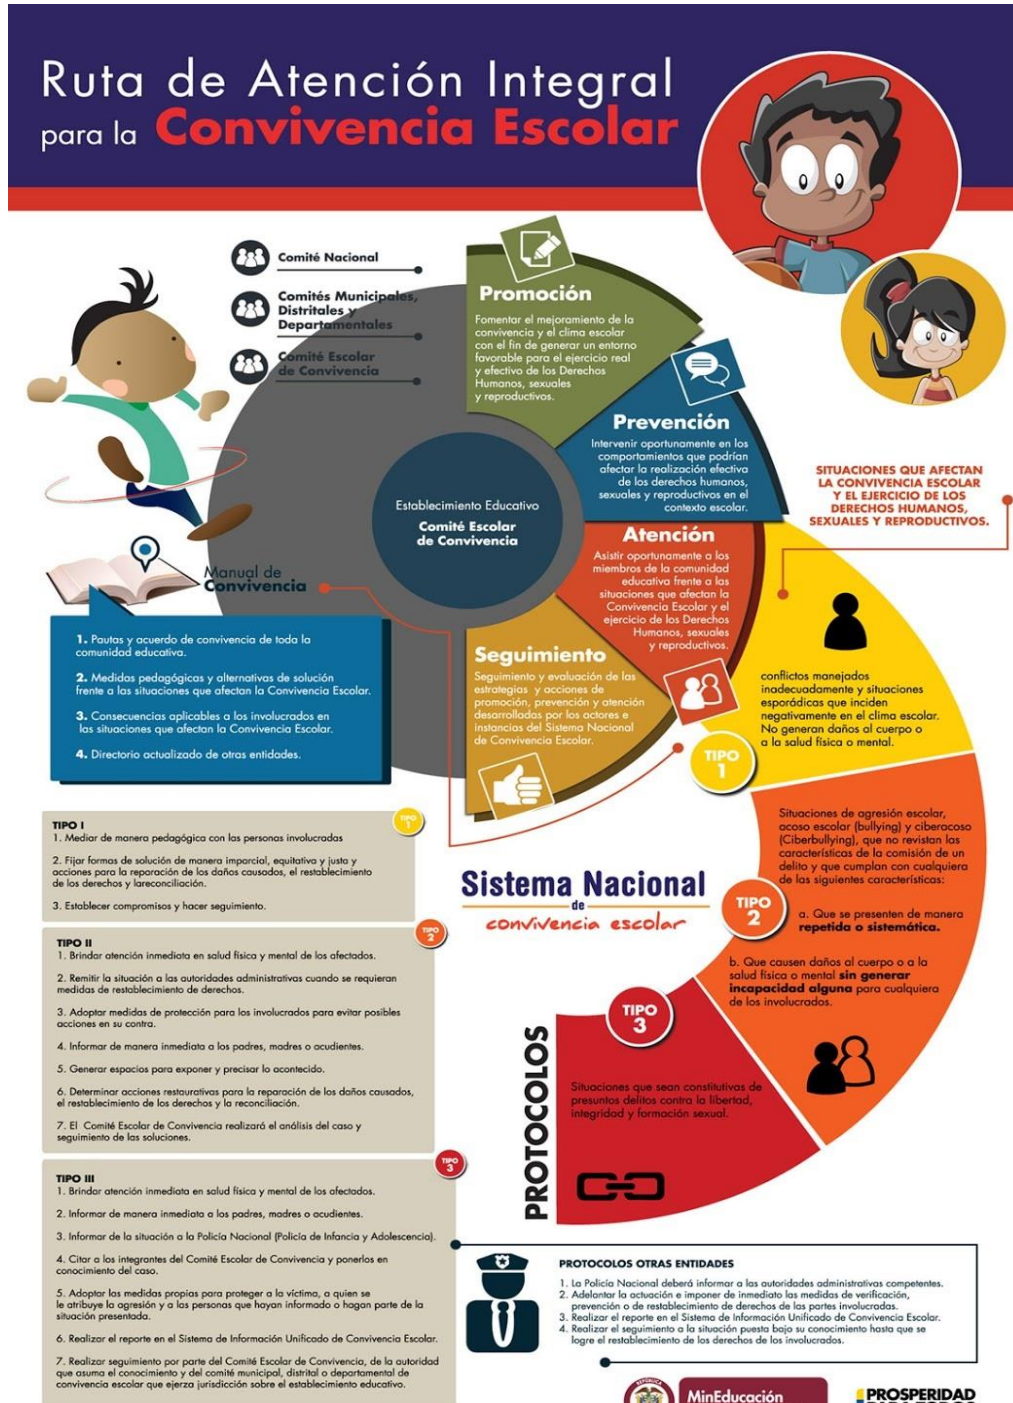 Ruta de Atención Integral
para la Convivencia Escolar
Comité Nacional
Comités Municipales,
Distritales y
Departamentales
Comité Escolar
de Convivencia
Promoción
Fomentar el mejoramiento de la
convivencia y el clima escolar
con el fin de generar un entorno
favorable para el ejercicio real
y efectivo de los Derechos
Humanos, sexuales
y reproductivos.
Prevención
Intervenir oportunamente en los
comportamientos que podrían
afectar la realización efectiva
de los derechos humanos,
sexuales y reproductivos en el
contexto escolar.
SITUACIONES QUE AFECTAN
LA CONVIVENCIA ESCOLAR
Y EL EJERCICIO DE LOS
DERECHOS HUMANOS,
SEXUALES Y REPRODUCTIVOS.
Establecimiento Educativo
Comité Escolar
de Convivencia
Atención
Asistir oportunamente a los
miembros de la comunidad
educativa frente a las
situaciones que afectan la
Convivencia Escolar y el
ejercicio de los Derechos
Humanos, sexuales
y reproductivos.
Manual de
Convivencia
1. Pautas y acuerdo de convivencia de toda la
comunidad educativa.
2. Medidas pedagógicas y alternativas de solución
frente a las situaciones que afectan la Convivencia Escolar.
3. Consecuencias aplicables a los involucrados en
las situaciones que afectan la Convivencia Escolar.
4. Directorio actualizado de otras entidades.
Seguimiento
Seguimiento y evaluación de las
estrategias y acciones de
promoción, prevención y atención
desarrolladas por los actores e
instancias del Sistema Nacional
de Convivencia Escolar.
TIPO
1
conflictos manejados
inadecuadamente y situaciones
esporádicas que inciden
negativamente en el clima escolar.
No generan daños al cuerpo o
a la salud física o mental.
TIPO
2
Situaciones de agresión escolar,
acoso escolar (bullying) y ciberacoso
(Ciberbullying), que no revistan las
características de la comisión de un
delito y que cumplan con cualquiera
de las siguientes características:
a. Que se presenten de manera
repetida o sistemática.
b. Que causen daños al cuerpo o a la
salud física o mental sin generar
incapacidad alguna para cualquiera
de los involucrados.
Sistema Nacional
de
convivencia escolar
PROTOCOLOS
TIPO
3
Situaciones que sean constitutivas de
presuntos delitos contra la libertad,
integridad y formación sexual.
TIPO
1
TIPO I
1. Mediar de manera pedagógica con las personas involucradas
2. Fijar formas de solución de manera imparcial, equitativa y justa y
acciones para la reparación de los daños causados, el restablecimiento
de los derechos y lareconciliación.
3. Establecer compromisos y hacer seguimiento.
TIPO
2
TIPO II
1. Brindar atención inmediata en salud física y mental de los afectados.
2. Remitir la situación a las autoridades administrativas cuando se requieran
medidas de restablecimiento de derechos.
3. Adoptar medidas de protección para los involucrados para evitar posibles
acciones en su contra.
4. Informar de manera inmediata a los padres, madres o acudientes.
5. Generar espacios para exponer y precisar lo acontecido.
6. Determinar acciones restaurativas para la reparación de los daños causados,
el restablecimiento de los derechos y la reconciliación.
7. El Comité Escolar de Convivencia realizará el análisis del caso y
seguimiento de las soluciones.
TIPO
3
TIPO III
1. Brindar atención inmediata en salud física y mental de los afectados.
2. Informar de manera inmediata a los padres, madres o acudientes.
3. Informar de la situación a la Policía Nacional (Policía de Infancia y Adolescencia).
4. Citar a los integrantes del Comité Escolar de Convivencia y ponerlos en
conocimiento del caso.
5. Adoptar las medidas propias para proteger a la víctima, a quien se
le atribuye la agresión y a las personas que hayan informado o hagan parte de la
situación presentada.
6. Realizar el reporte en el Sistema de Información Unificado de Convivencia Escolar.
7. Realizar seguimiento por parte del Comité Escolar de Convivencia, de la autoridad
que asuma el conocimiento y del comité municipal, distrital o departamental de
convivencia escolar que ejerza jurisdicción sobre el establecimiento educativo.
PROTOCOLOS OTRAS ENTIDADES
1. La Policía Nacional deberá informar a las autoridades administrativas competentes.
2. Adelantar la actuación e imponer de inmediato las medidas de verificación,
prevención o de restablecimiento de derechos de las partes involucradas.
3. Realizar el reporte en el Sistema de Información Unificado de Convivencia Escolar.
4. Realizar el seguimiento a la situación puesta bajo su conocimiento hasta que se
logre el restablecimiento de los derechos de los involucrados.
MinEducación
PROSPERIDAD